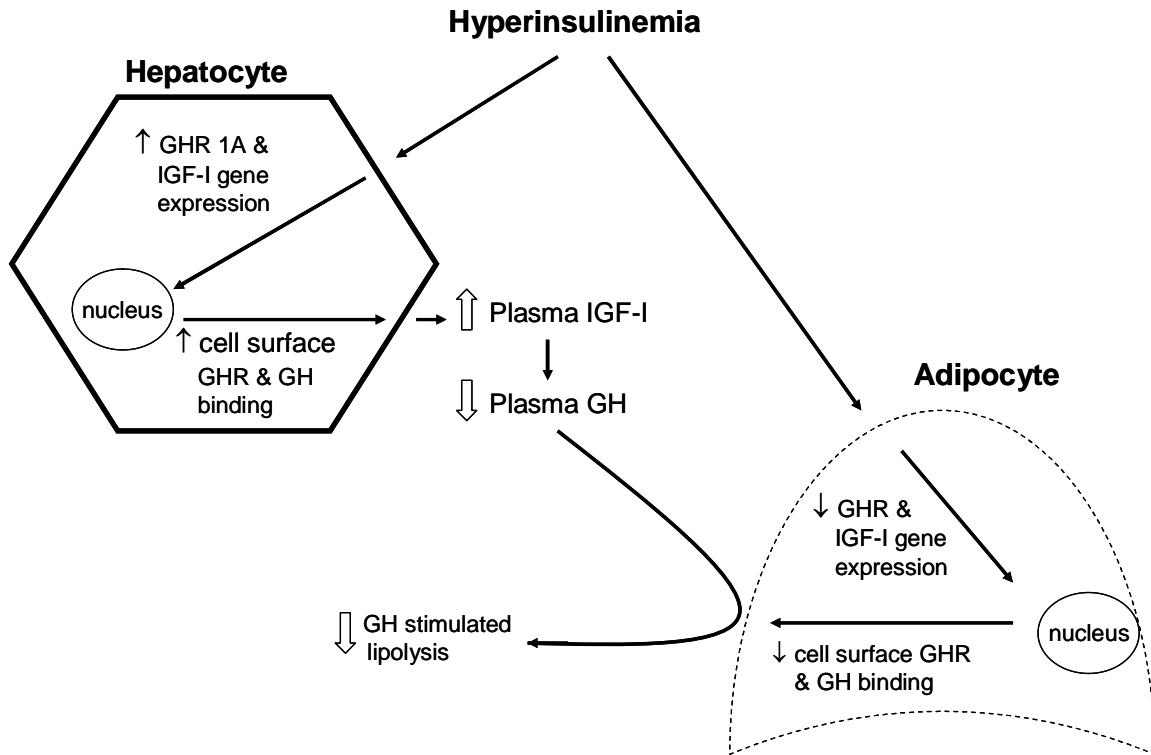 Hyperinsulinemia
Hepatocyte
↑ GHR 1A &
IGF-I gene
expression
nucleus
↑ cell surface
GHR & GH
binding
⇧ Plasma IGF-I
⇩ Plasma GH
Adipocyte
↓ GHR &
IGF-I gene
expression
nucleus
↓ cell surface GHR
& GH binding
⇩ GH stimulated
lipolysis